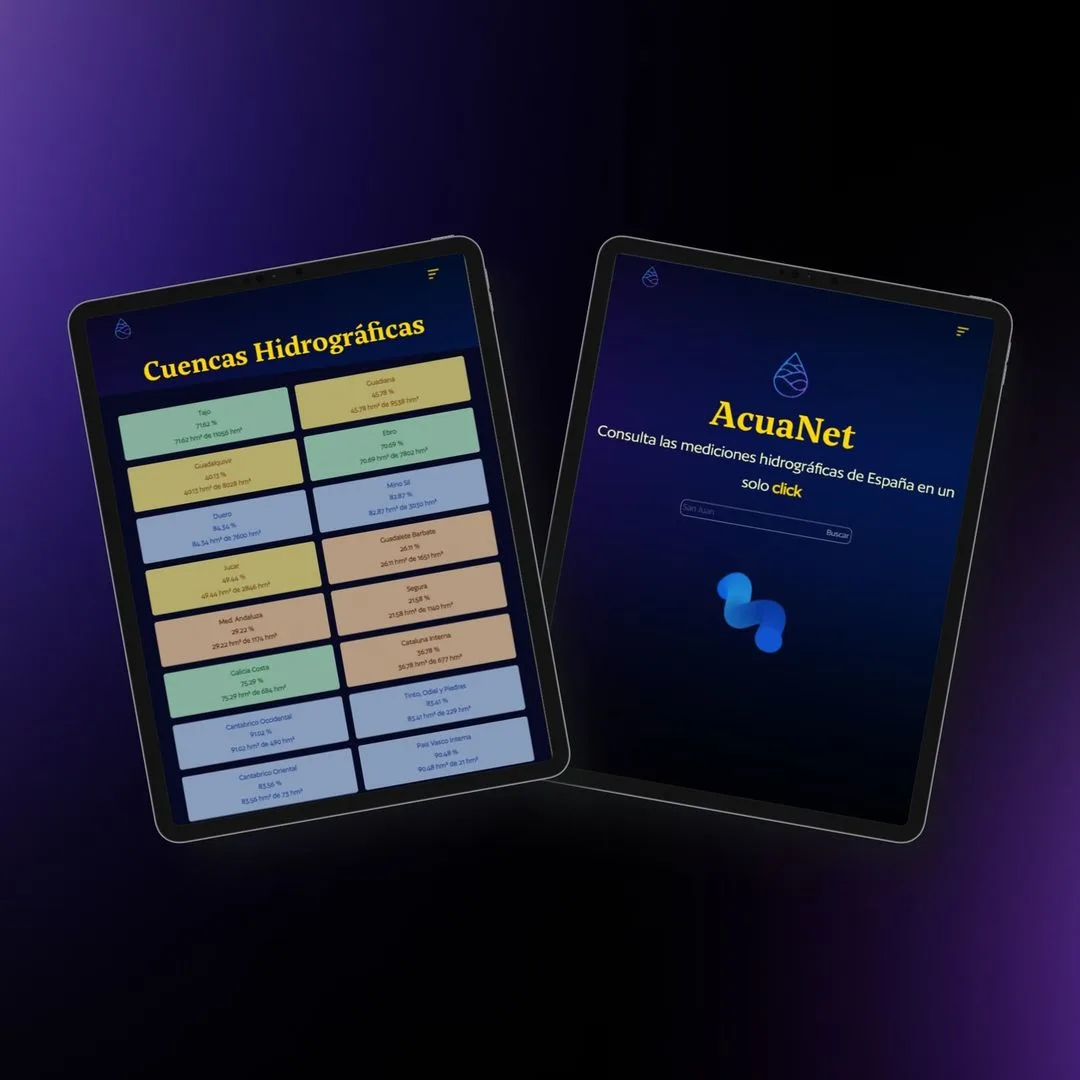 Cuencas Hidrográficas
Tajo
71.62 %
71.62 hm³ de 11056 hm³
Guadiana
45.78 %
45.78 hm³ de 9538 hm³
Guadalquivir
40.13 %
40.13 hm³ de 8028 hm³
Ebro
70.69 %
70.69 hm³ de 7802 hm³
Duero
84.34 %
84.34 hm³ de 7600 hm³
Mino Sil
82.87 %
82.87 hm³ de 3030 hm³
Jucar
49.44 %
49.44 hm³ de 2846 hm³
Guadalete Barbate
26.11 %
26.11 hm³ de 1651 hm³
Med. Andaluza
29.22 %
29.22 hm³ de 1174 hm³
Segura
21.58 %
21.58 hm³ de 1140 hm³
Galicia Costa
75.29 %
75.29 hm³ de 684 hm³
Cataluna Interna
36.78 %
36.78 hm³ de 677 hm³
Cantabrico Occidental
91.02 %
91.02 hm³ de 490 hm³
Tinto, Odiel y Piedras
83.41 %
83.41 hm³ de 229 hm³
Cantabrico Oriental
83.56 %
83.56 hm³ de 73 hm³
Pais Vasco Interna
90.48 %
90.48 hm³ de 21 hm³
AcuaNet
Consulta las mediciones hidrográficas de España en un
solo click
San Juan
Buscar